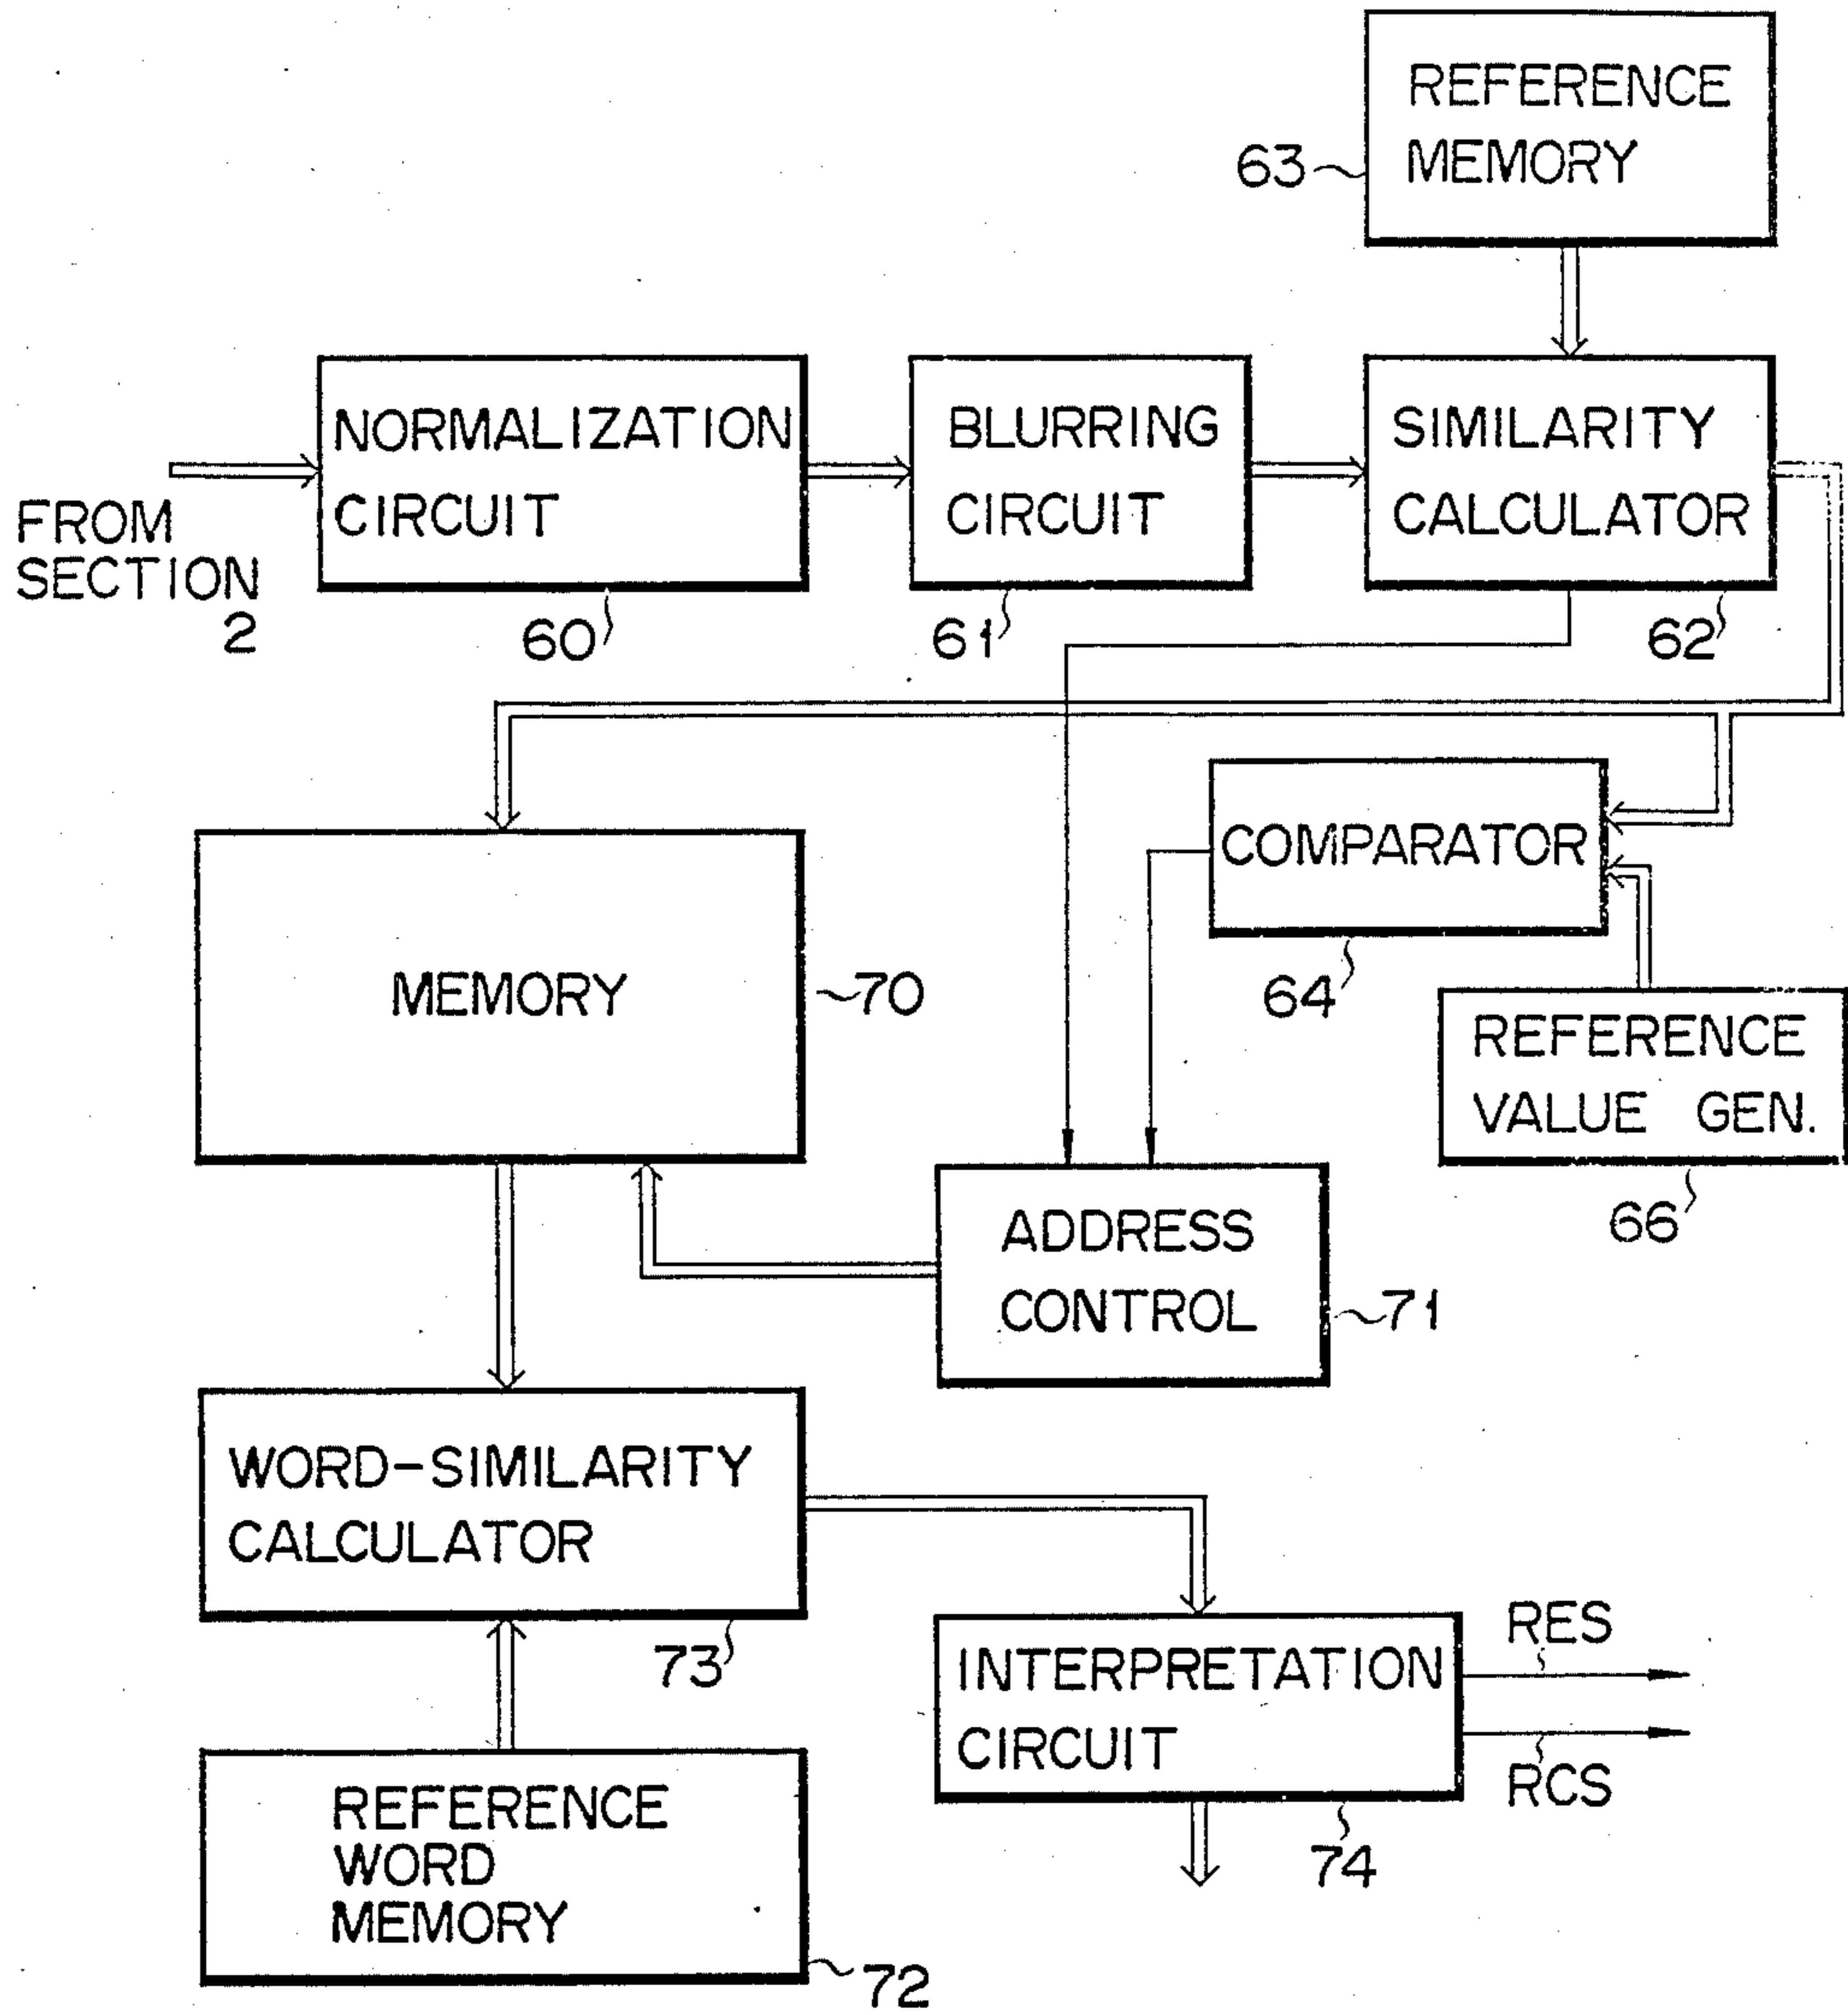 REFERENCE
MEMORY
63
NORMALIZATION
CIRCUIT
BLURRING
CIRCUIT
SIMILARITY
CALCULATOR
FROM
SECTION
2
60
61
62
COMPARATOR
MEMORY
70
64
REFERENCE
VALUE GEN.
66
ADDRESS
CONTROL
71
WORD-SIMILARITY
CALCULATOR
73
RES
INTERPRETATION
CIRCUIT
RCS
74
REFERENCE
WORD
MEMORY
72